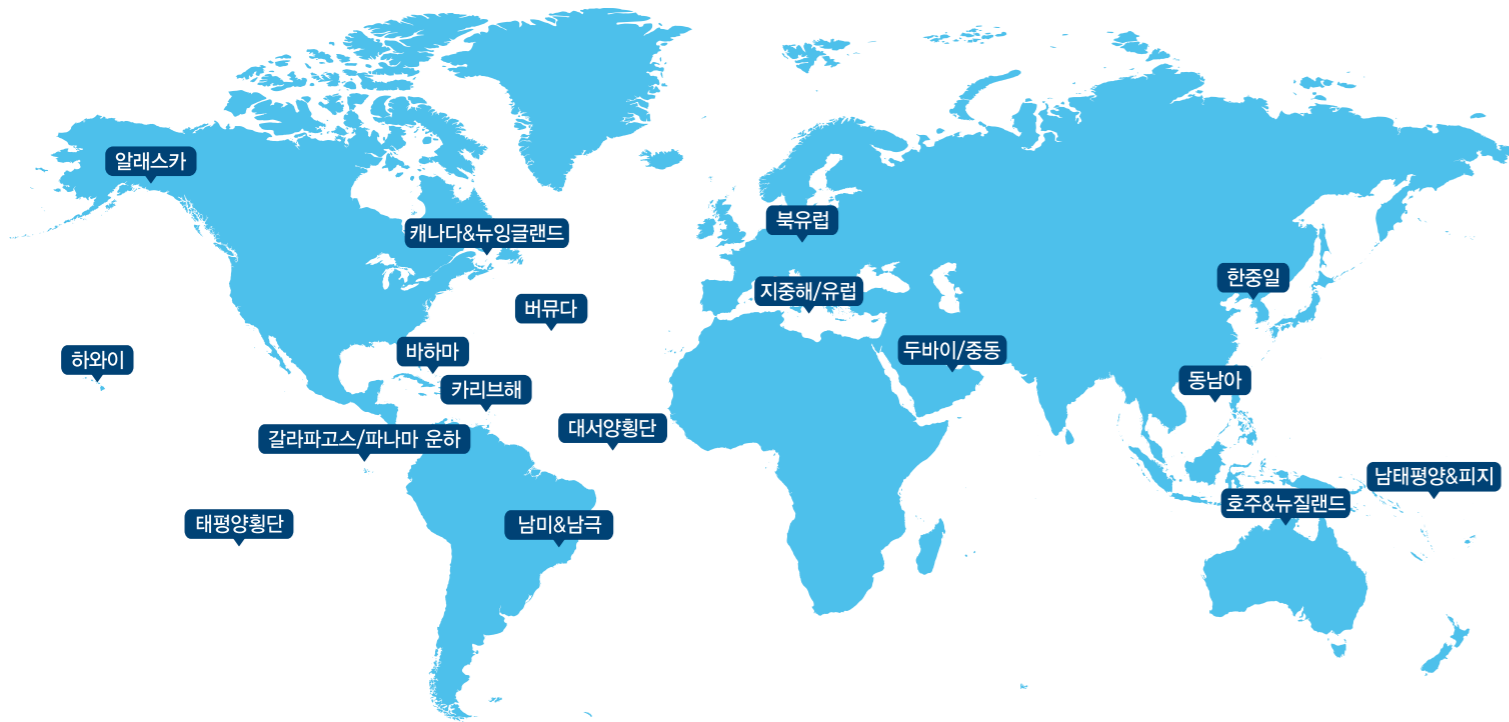 알래스카
북유럽
캐나다&뉴잉글랜드
한중일
지중해/유럽
버뮤다
두바이/중동
바하마
하와이
동남아
카리브해
대서양횡단
갈라파고스/파나마 운하
남태평양&피지
호주&뉴질랜드
태평양횡단
남미&남극